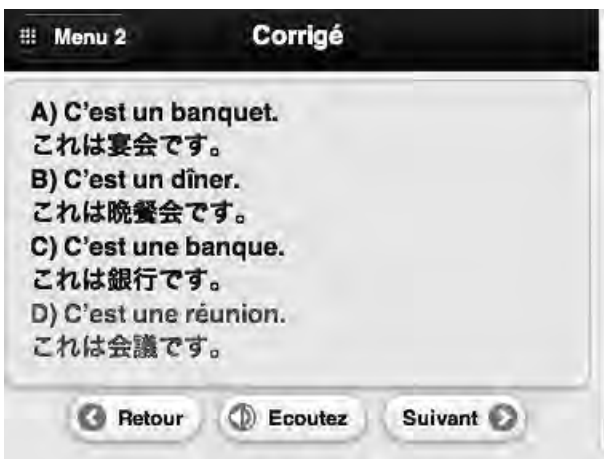 Menu 2
Corrigé
A) C'est un banquet.
これは宴会です。
B) C'est un dîner.
これは晩餐会です。
C) C'est une banque.
これは銀行です。
D) C'est une réunion.
これは会議です。
Retour
Ecoutez
Suivant